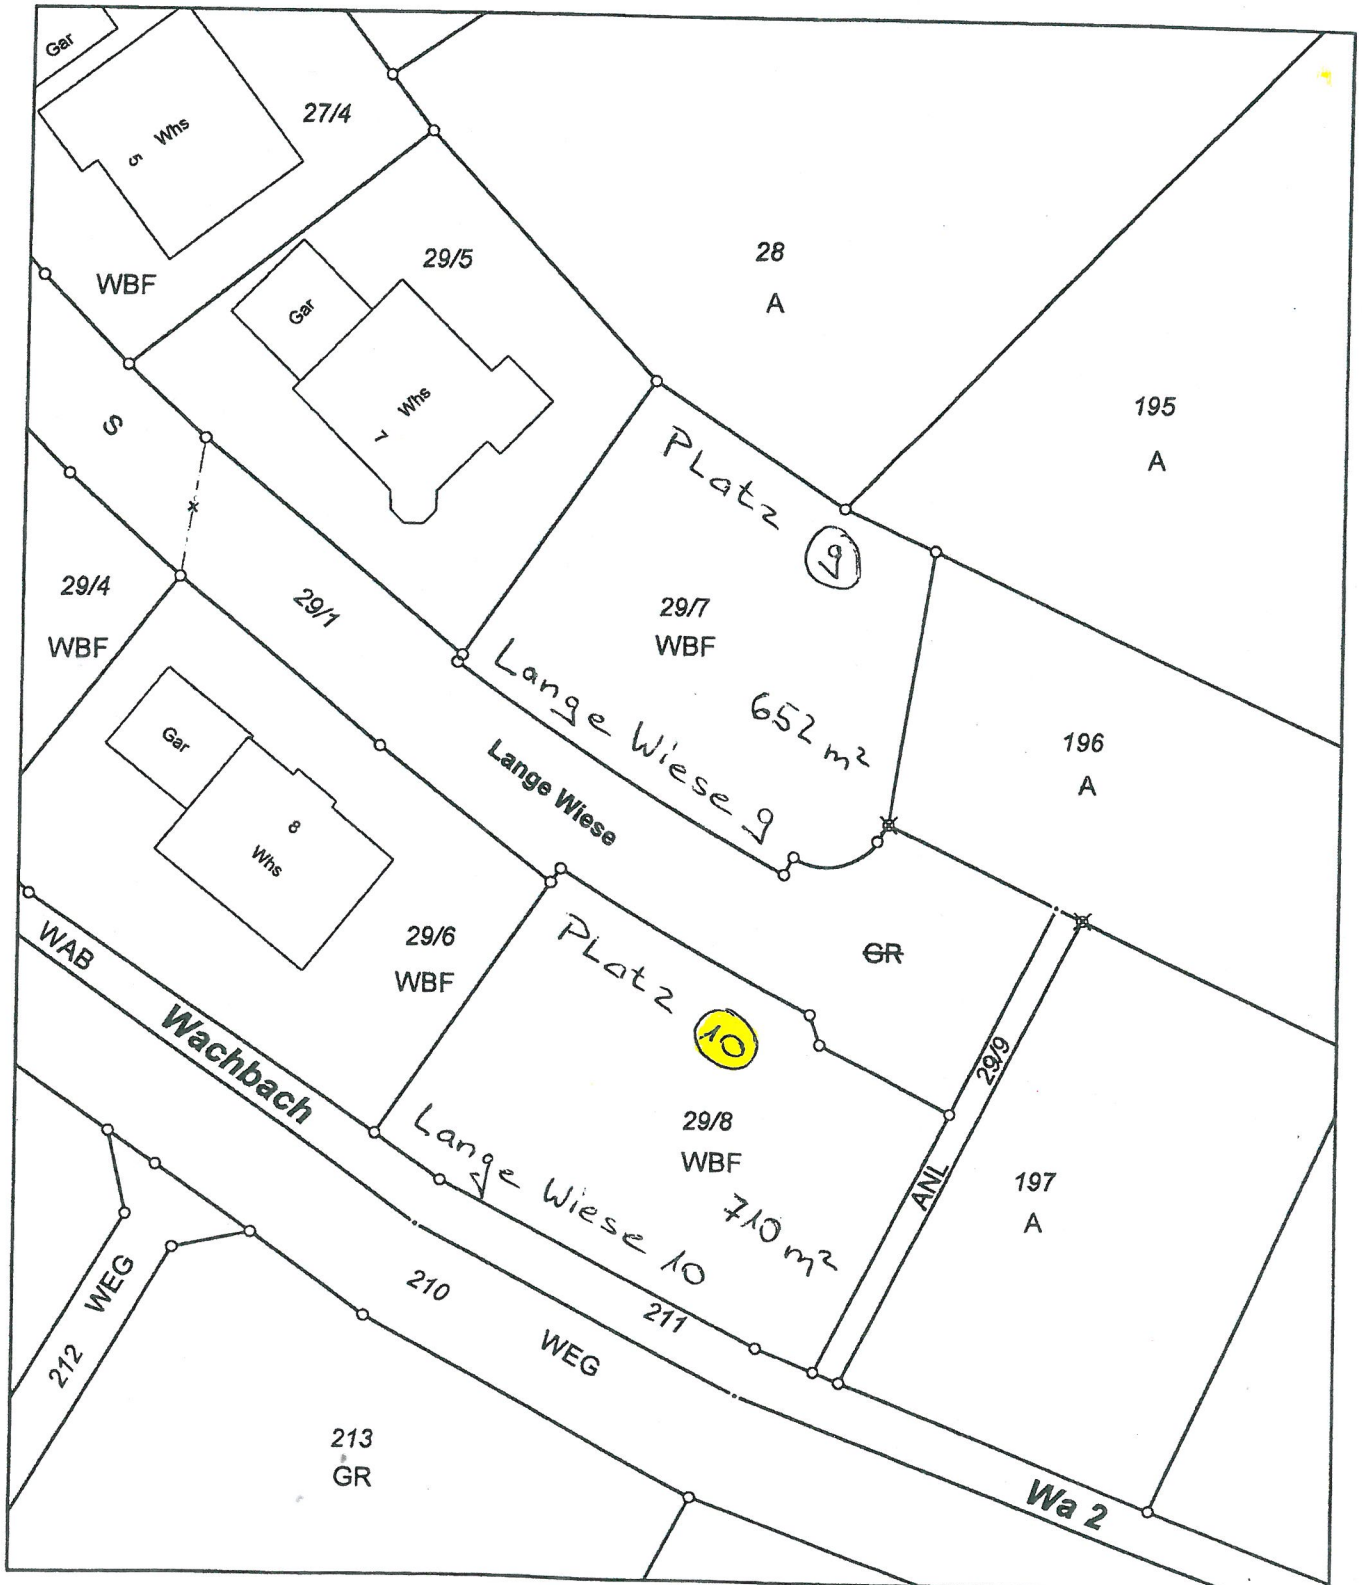 Gar
27/4
Whs
5
WBF
29/5
Gar
Whs
7
28
A
195
A
S
Platz 9
29/4
WBF
29/1
29/7
WBF
Lange Wiese 9
652 m²
Lange Wiese
196
A
Gar
8
Whs
29/6
WBF
GR
WAB
Wachbach
Platz 10
29/9
ANL
29/8
WBF
Lange Wiese 10
710 m²
197
A
WEG
212
210
211
WEG
213
GR
Wa 2